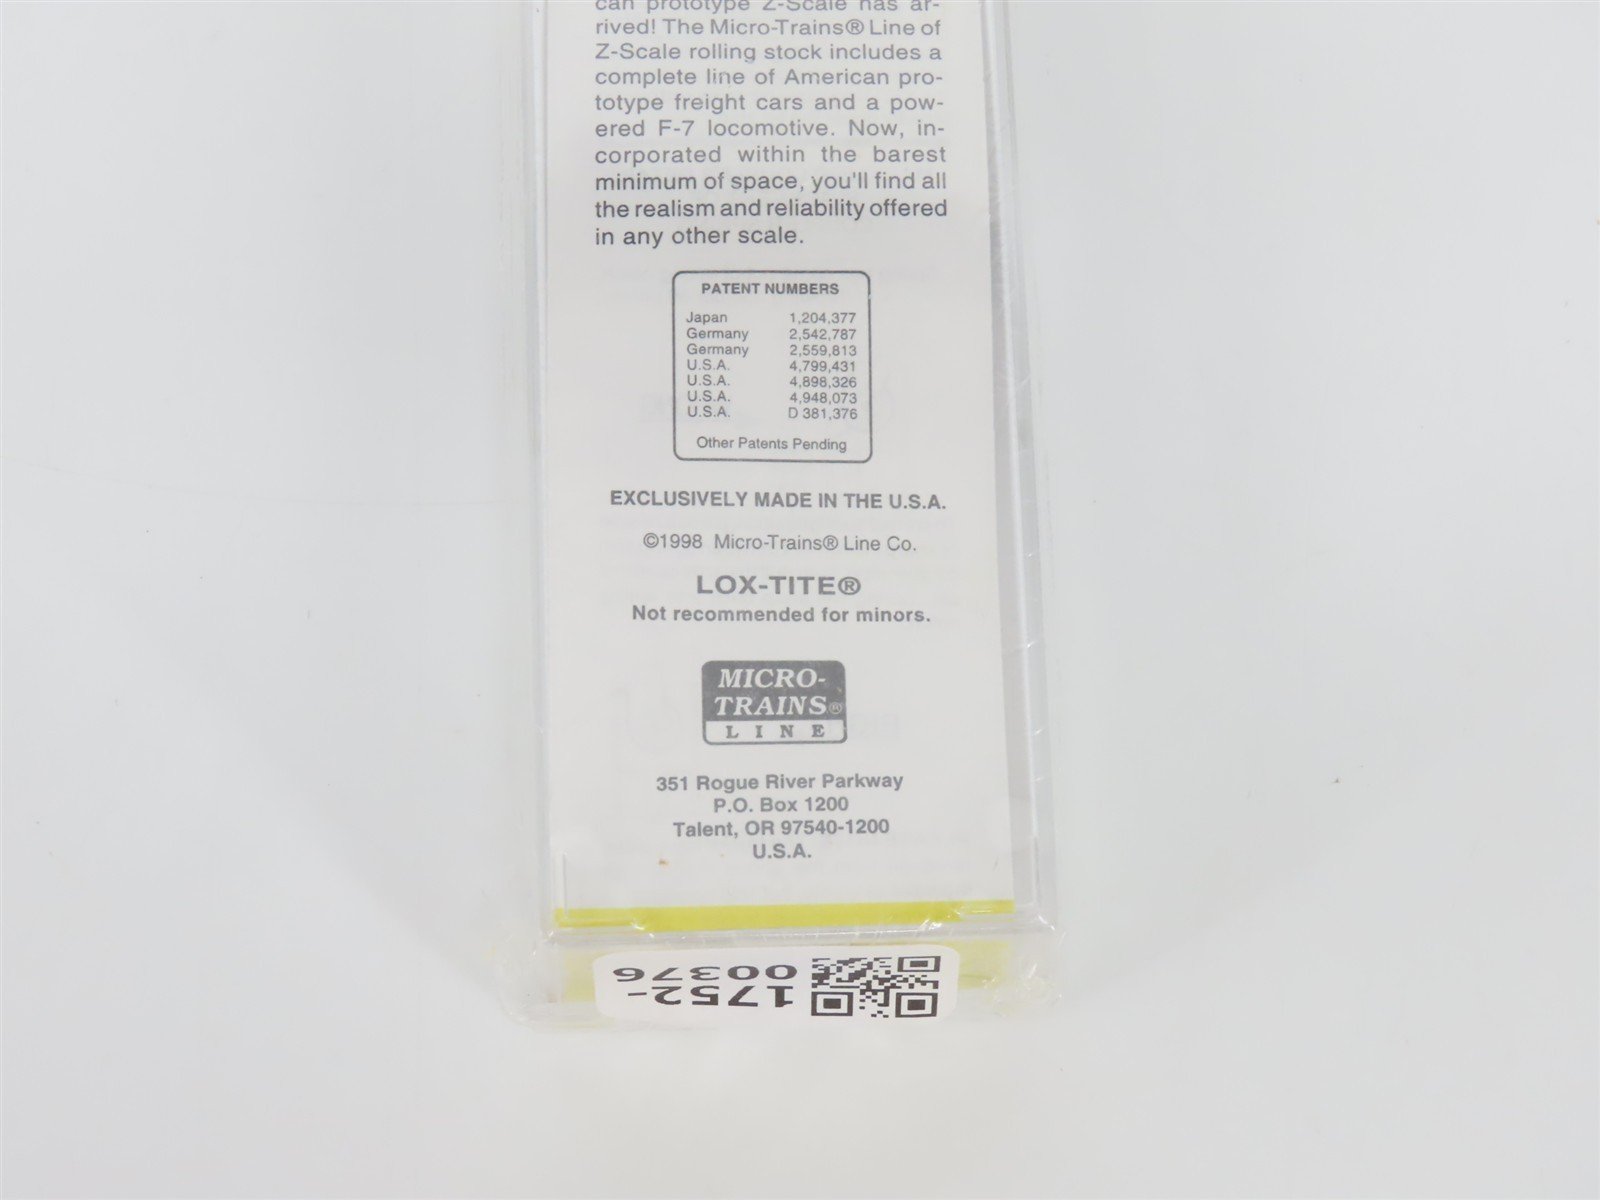 can prototype Z-Scale has ar-
rived! The Micro-Trains® Line of
Z-Scale rolling stock includes a
complete line of American pro-
totype freight cars and a pow-
ered F-7 locomotive. Now, in-
corporated within the barest
minimum of space, you'll find all
the realism and reliability offered
in any other scale.
PATENT NUMBERS
Japan 1,204,377
Germany 2,542,787
Germany 2,559,813
U.S.A. 4,799,431
U.S.A. 4,898,326
U.S.A. 4,948,073
U.S.A. D 381,376
Other Patents Pending
EXCLUSIVELY MADE IN THE U.S.A.
©1998 Micro-Trains® Line Co.
LOX-TITE®
Not recommended for minors.
MICRO-
TRAINS®
LINE
351 Rogue River Parkway
P.O. Box 1200
Talent, OR 97540-1200
U.S.A.
1752-
00376